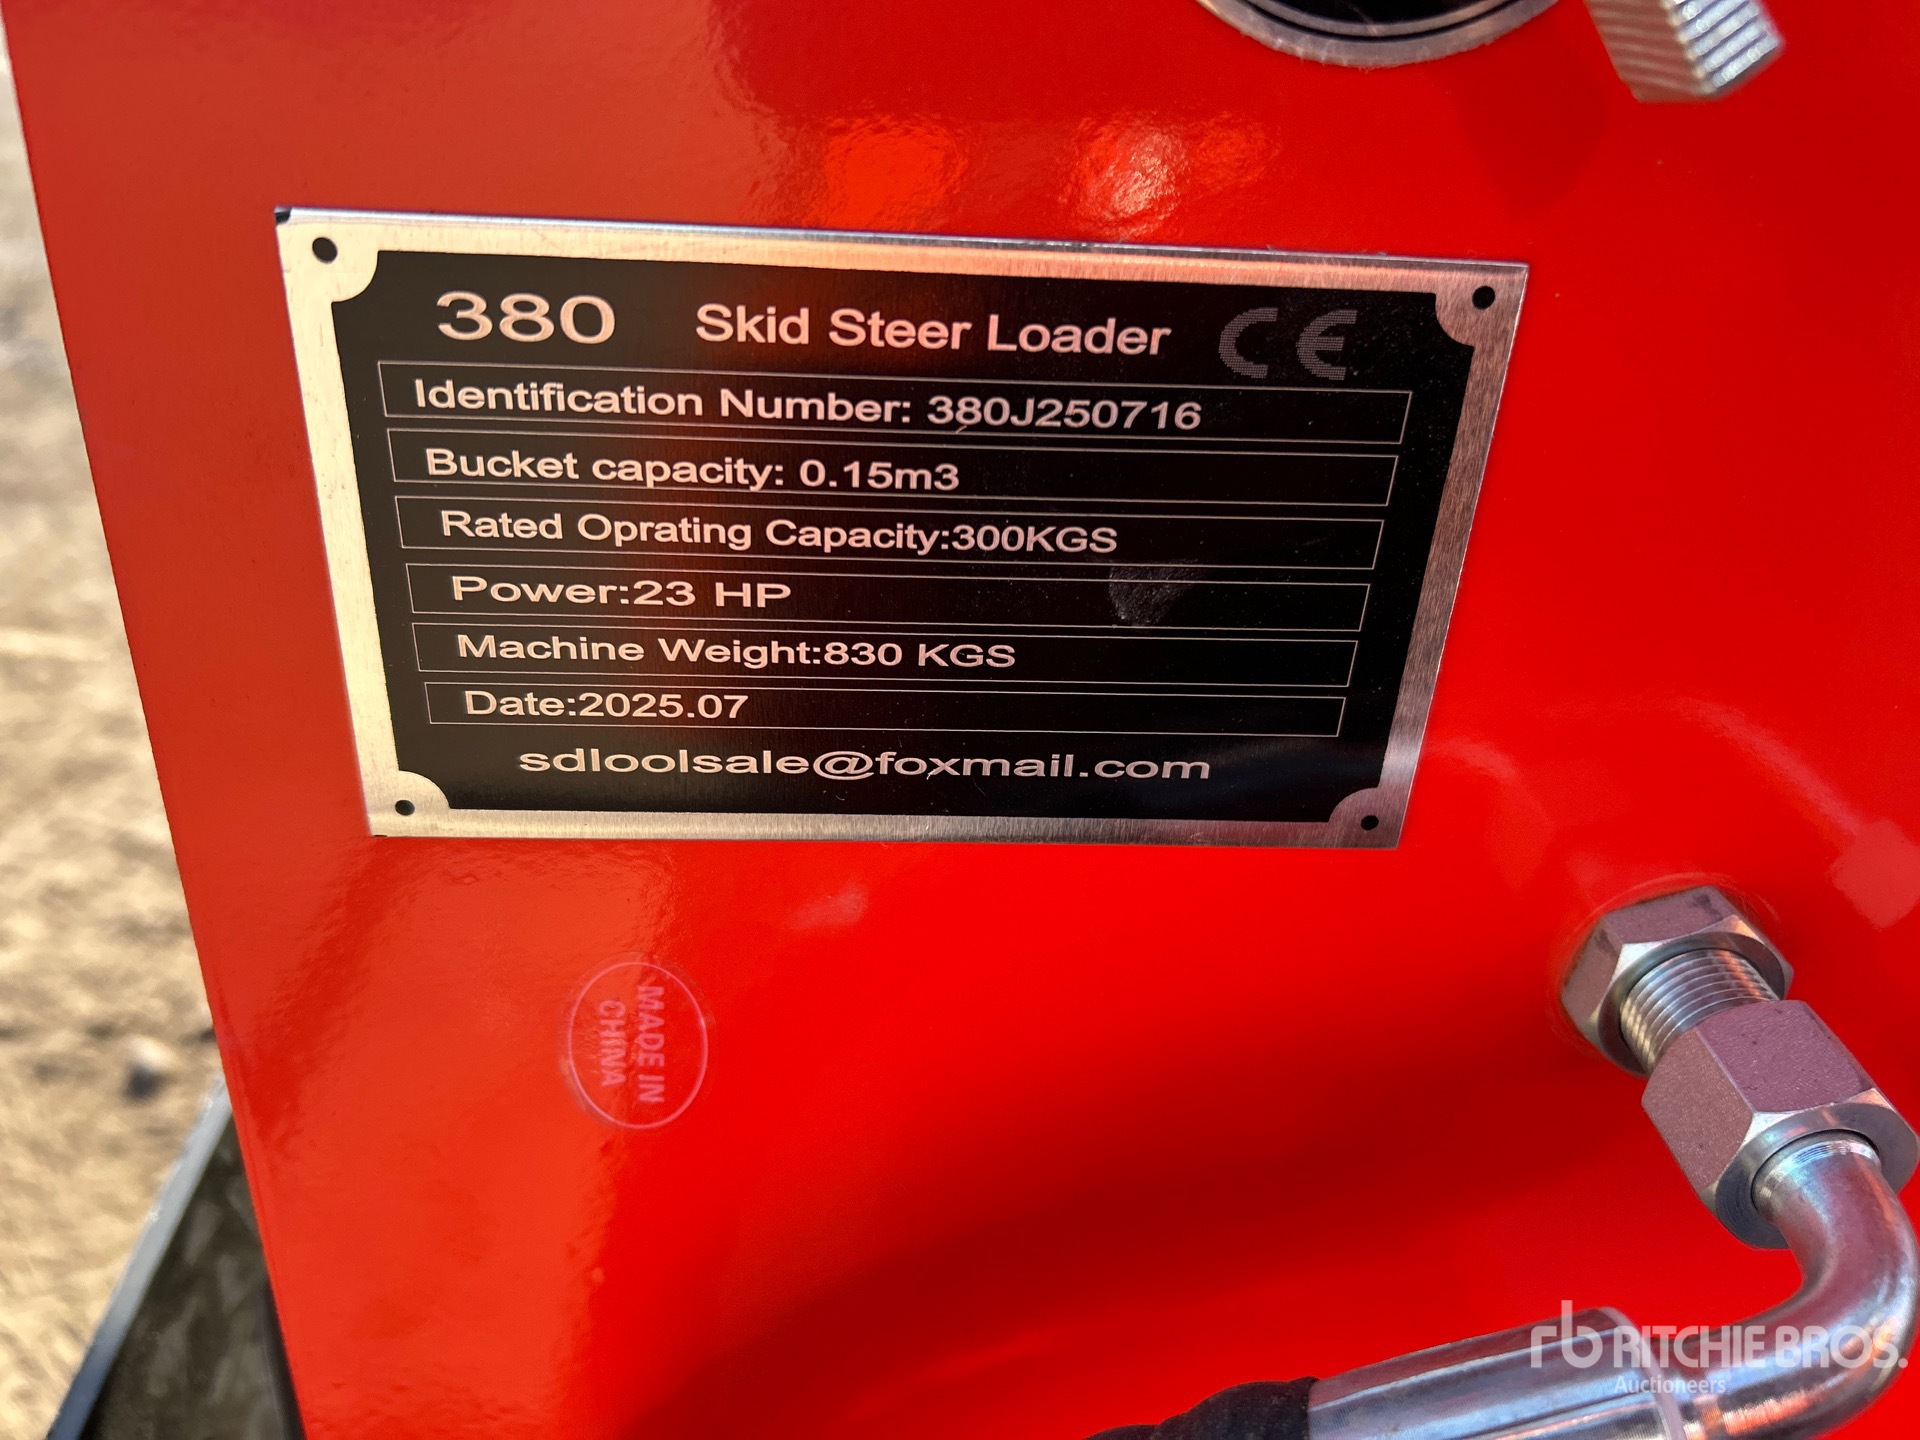 380 Skid Steer Loader CE
Identification Number: 380J250716
Bucket capacity: 0.15m3
Rated Oprating Capacity:300KGS
Power:23 HP
Machine Weight:830 KGS
Date:2025.07
sdloolsale@foxmail.com
MADE IN
CHINA
rb RITCHIE BROS.
Auctioneers